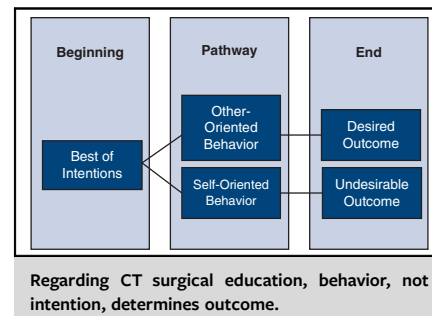 Beginning
Pathway
End
Best of
Intentions
Other-
Oriented
Behavior
Self-Oriented
Behavior
Desired
Outcome
Undesirable
Outcome
Regarding CT surgical education, behavior, not
intention, determines outcome.